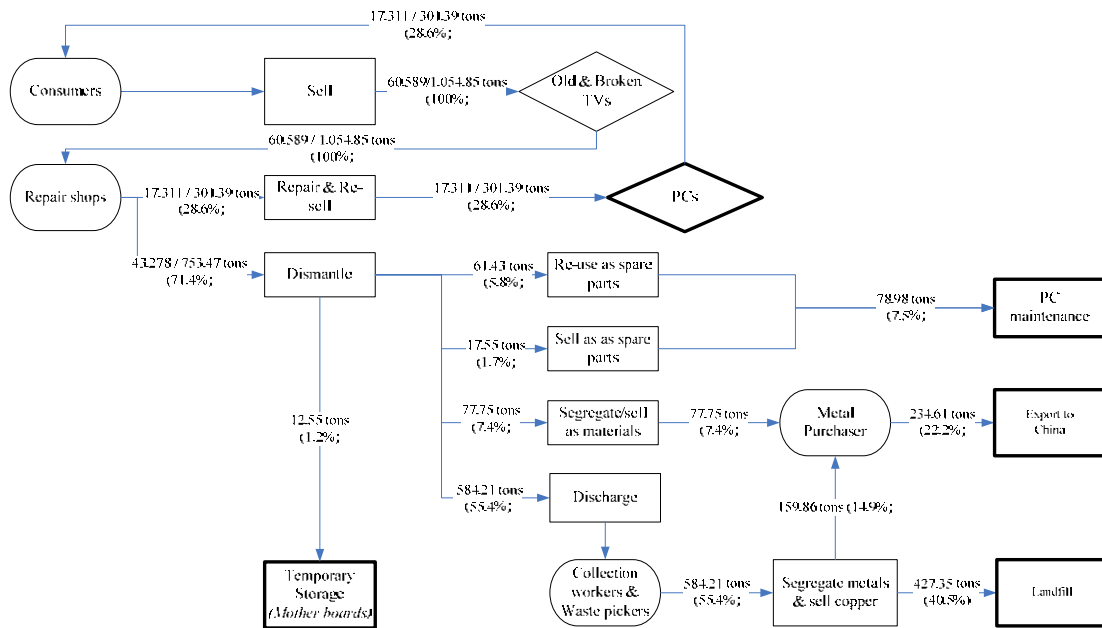 17.311 / 301.39 tons
(28.6%;
Consumers
Sell
60.589/1.054.85 tons
(100%;
Old & Broken
TVs
60.589 / 1.054.85 tons
(100%;
Repair shops
17.311 / 301.39 tons
(28.6%;
Repair & Re-
sell
17.311 / 301.39 tons
(28.6%;
PCs
43.278 / 753.47 tons
(71.4%;
Dismantle
61.43 tons
(5.8%;
Re-use as spare
parts
78.98 tons
(7.5%;
PC
maintenance
17.55 tons
(1.7%;
Sell as as spare
parts
12.55 tons
(1.2%;
77.75 tons
(7.4%;
Segregate/sell
as materials
77.75 tons
(7.4%;
Metal
Purchaser
234.61 tons
(22.2%;
Export to
China
584.21 tons
(55.4%;
Discharge
159.86 tons (14.9%;
Temporary
Storage
(Mother boards)
Collection
workers &
Waste pickers
584.21 tons
(55.4%;
Segregate metals
& sell copper
427.35 tons
(40.5%)
Landfill